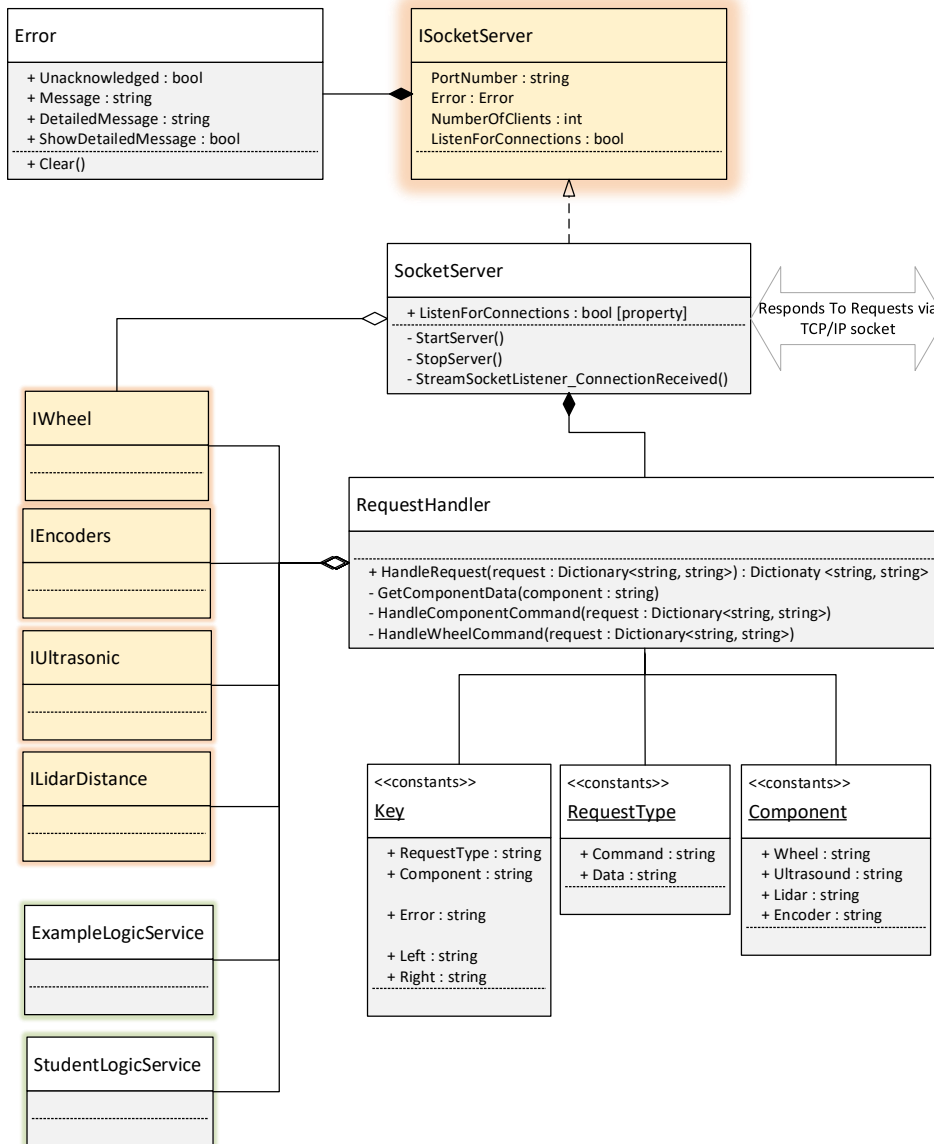 Error
+ Unacknowledged : bool
+ Message : string
+ DetailedMessage : string
+ ShowDetailedMessage : bool
+ Clear()
ISocketServer
PortNumber : string
Error : Error
NumberOfClients : int
ListenForConnections : bool
SocketServer
+ ListenForConnections : bool [property]
- StartServer()
- StopServer()
- StreamSocketListener_ConnectionReceived()
Responds To Requests via
TCP/IP socket
IWheel
IEncoders
IUltrasonic
ILidarDistance
ExampleLogicService
StudentLogicService
RequestHandler
+ HandleRequest(request : Dictionary<string, string>) : Dictionaty <string, string>
- GetComponentData(component : string)
- HandleComponentCommand(request : Dictionary<string, string>)
- HandleWheelCommand(request : Dictionary<string, string>)
<<constants>>
Key
+ RequestType : string
+ Component : string
+ Error : string
+ Left : string
+ Right : string
<<constants>>
RequestType
+ Command : string
+ Data : string
<<constants>>
Component
+ Wheel : string
+ Ultrasound : string
+ Lidar : string
+ Encoder : string